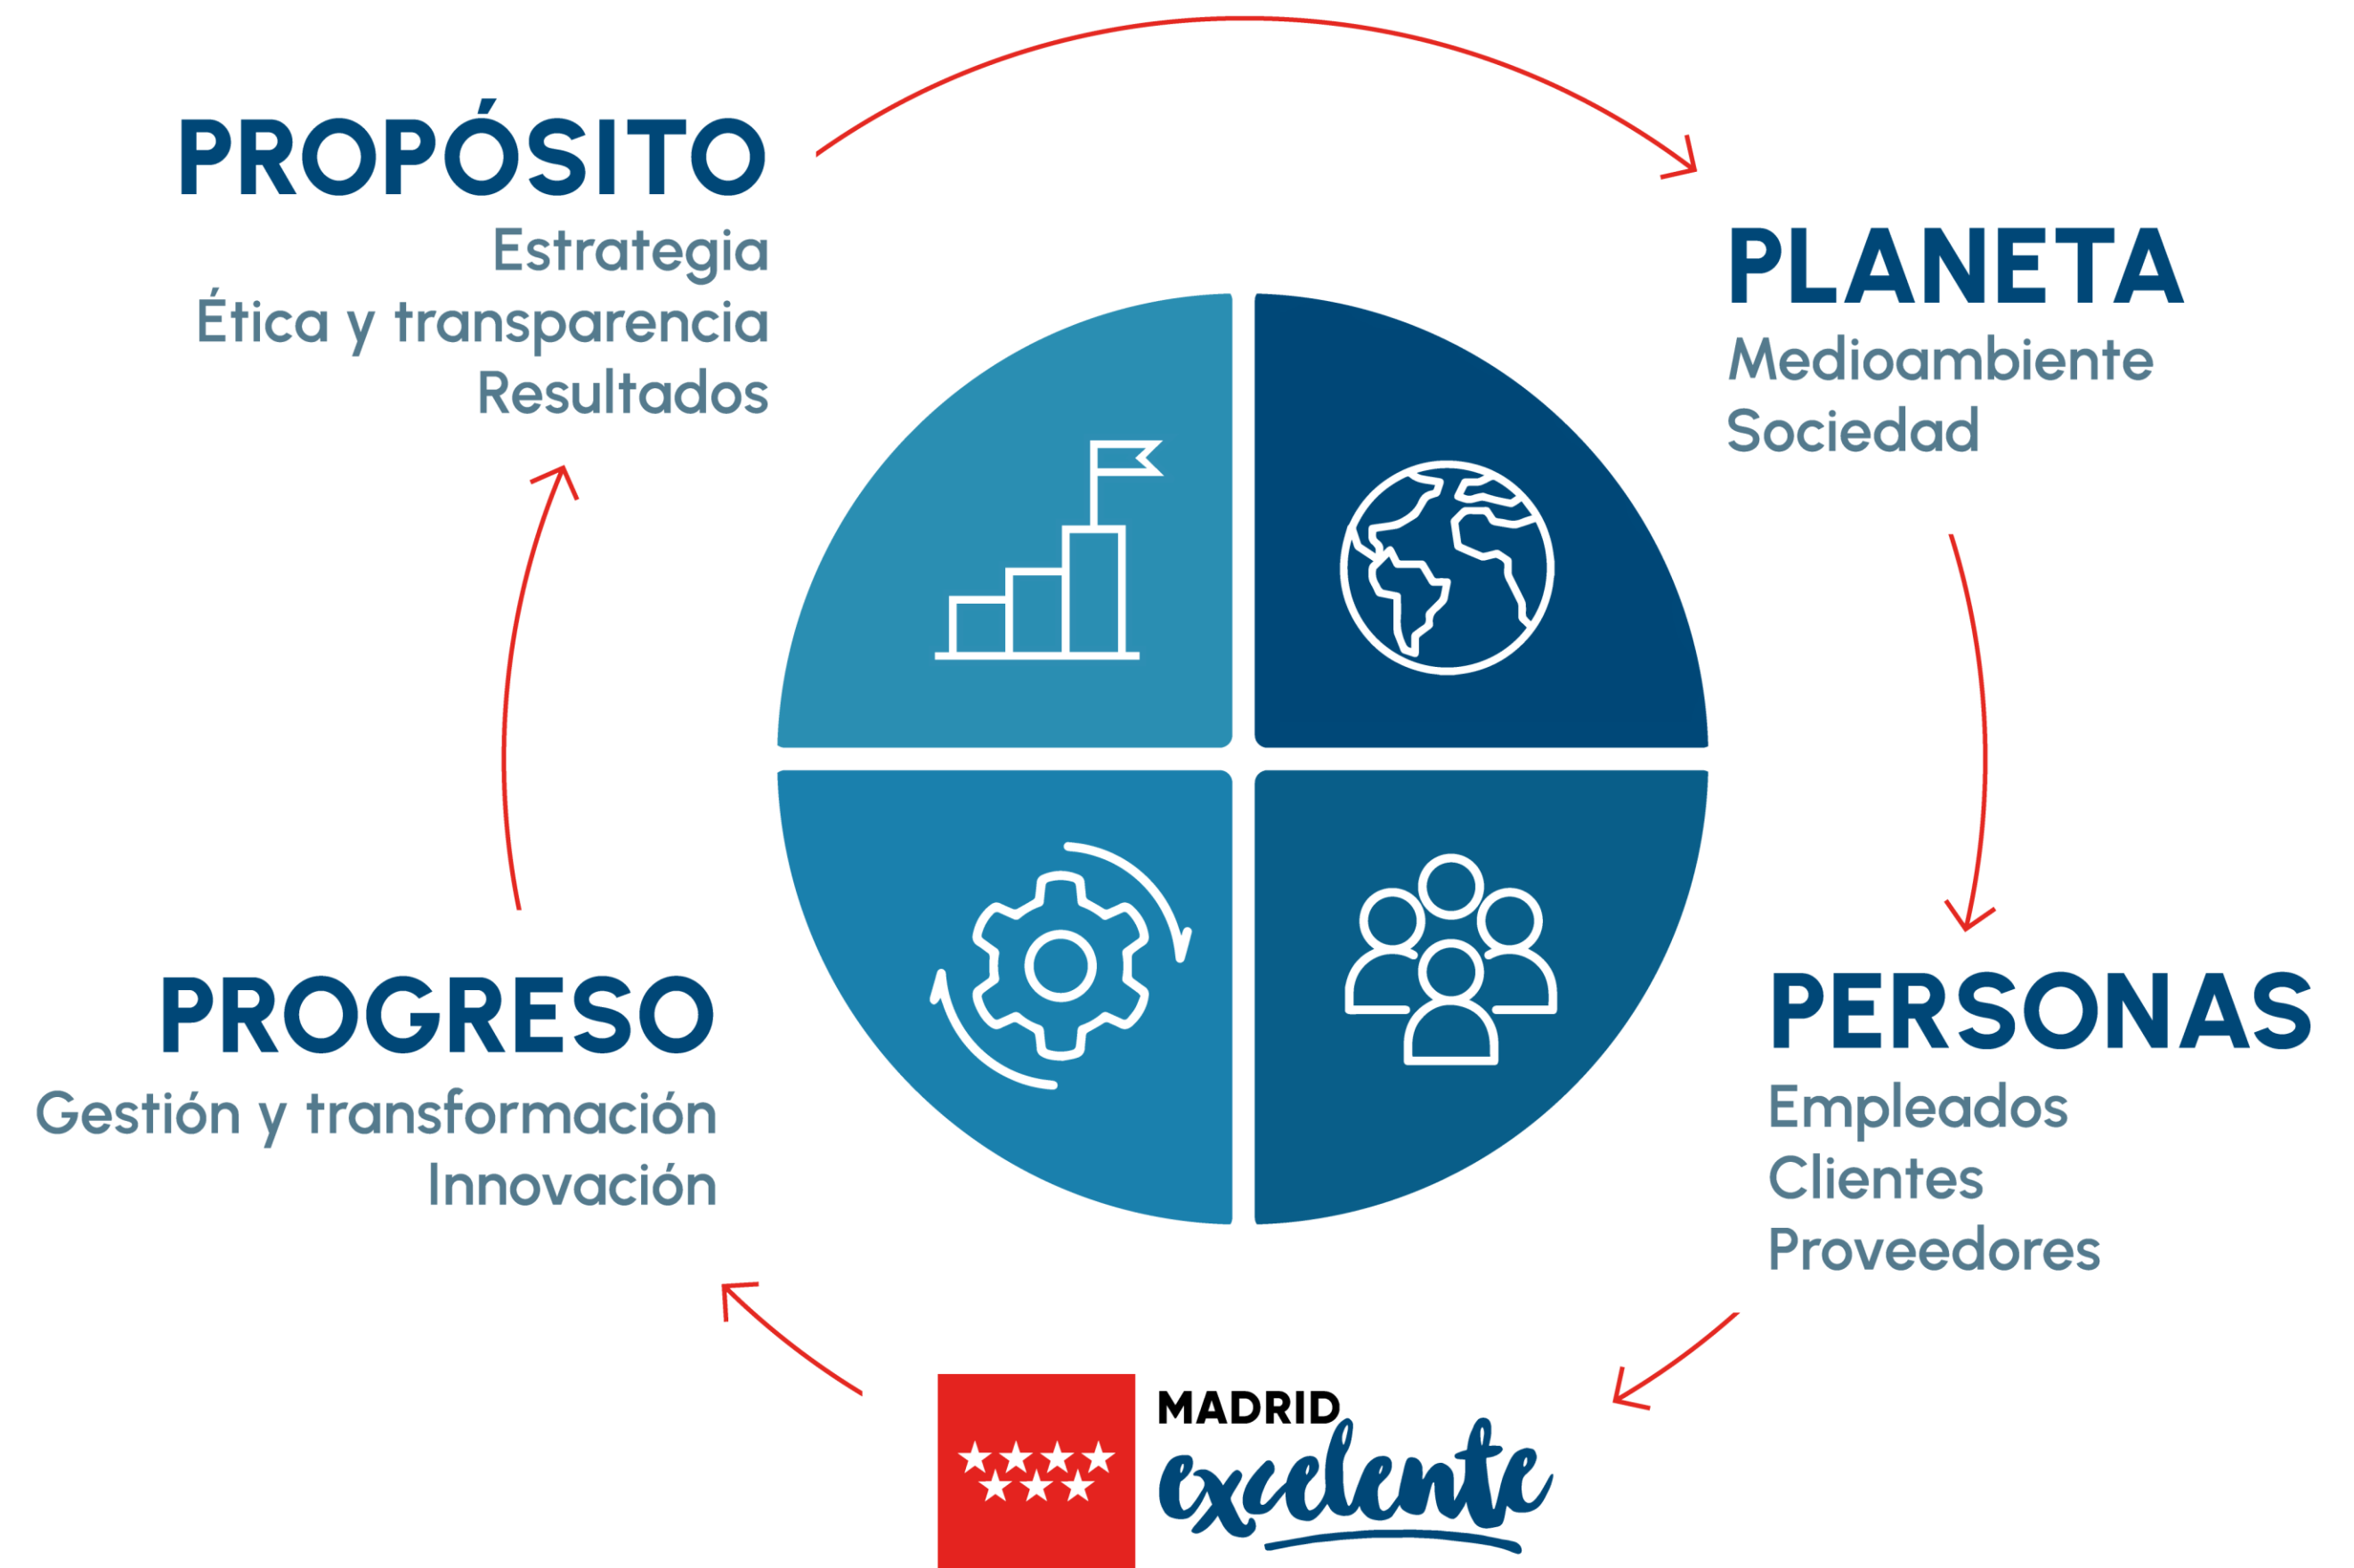 PROPÓSITO
Estrategia
Ética y transparencia
Resultados
PLANETA
Medioambiente
Sociedad
PERSONAS
Empleados
Clientes
Proveedores
PROGRESO
Gestión y transformación
Innovación
MADRID
excelente